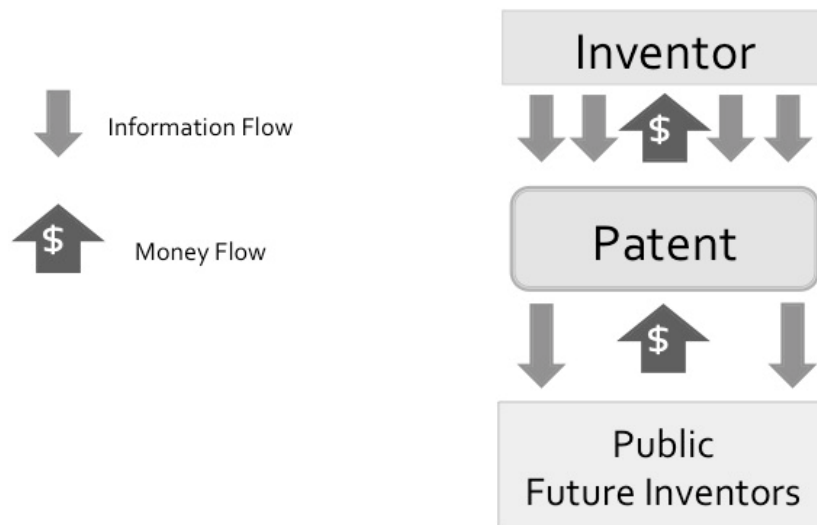 Inventor
$
Information Flow
Patent
$
Money Flow
$
Public
Future Inventors